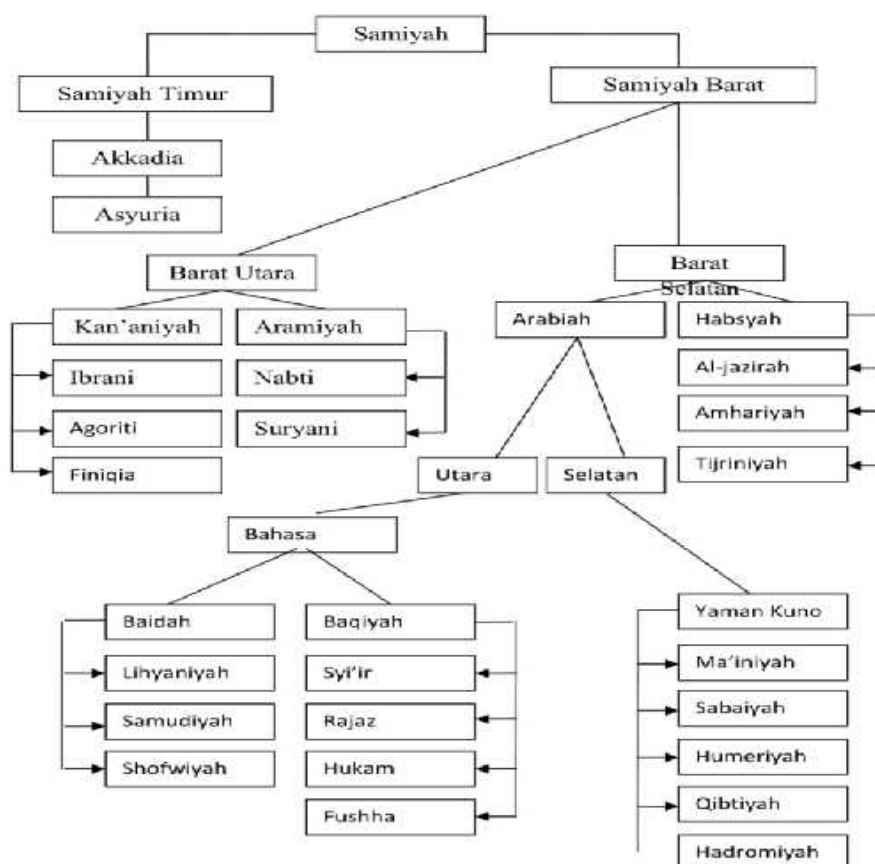 Samiyah
Samiyah Timur
Samiyah Barat
Akkadia
Asyuria
Barat Utara
Barat
Selatan
Kan'aniyah
Aramiyah
Arabiah
Habsyah
Ibrani
Nabti
Al-jazirah
Agoriti
Suryani
Amhariyah
Finiqia
Utara
Selatan
Tijriniyah
Bahasa
Baidah
Baqiyah
Yaman Kuno
Lihyaniyah
Syi'ir
Ma'iniyah
Samudiyah
Rajaz
Sabaiyah
Shofwiyah
Hukam
Humeriyah
Fushha
Qibtiyah
Hadromiyah